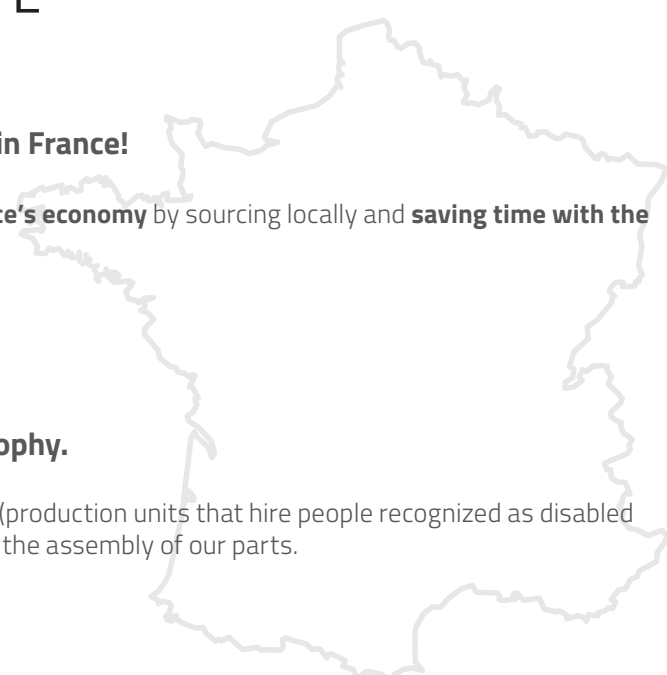 in France!
ce's economy by sourcing locally and saving time with the
ophy.
(production units that hire people recognized as disabled
the assembly of our parts.